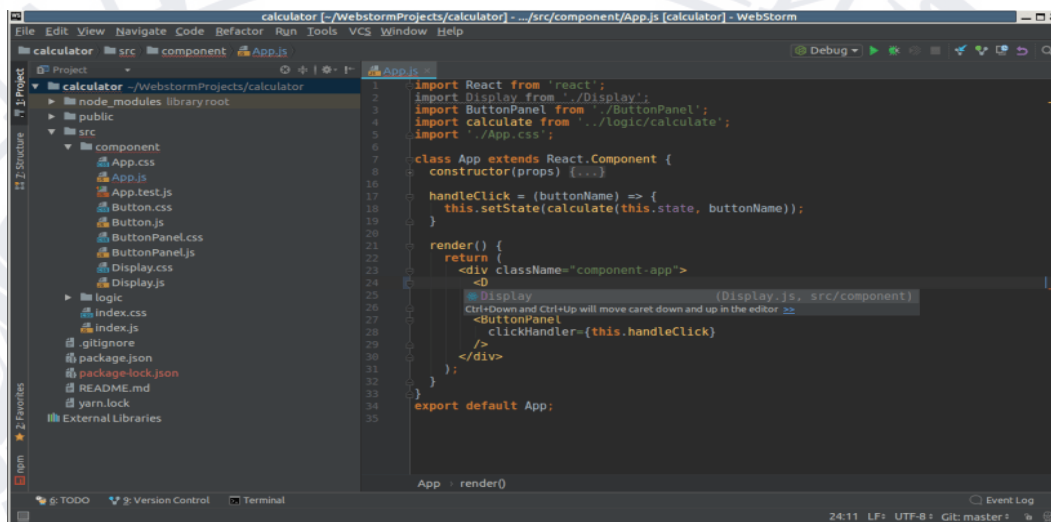 calculator [~/WebstormProjects/calculator] - .../src/component/App.js [calculator] - WebStorm
File Edit View Navigate Code Refactor Run Tools VCS Window Help
calculator src component App.js
Debug
Project
App.js
1: Project
Z: Structure
2: Favorites
npm
calculator ~/WebstormProjects/calculator
node_modules library root
public
src
component
App.css
App.js
App.test.js
Button.css
Button.js
ButtonPanel.css
ButtonPanel.js
Display.css
Display.js
logic
index.css
index.js
.gitignore
package.json
package-lock.json
README.md
yarn.lock
External Libraries
1 import React from 'react';
2 import Display from './Display';
3 import ButtonPanel from './ButtonPanel';
4 import calculate from '../logic/calculate';
5 import './App.css';
6
7 class App extends React.Component {
8 constructor(props) {...}
16
17 handleClick = (buttonName) => {
18 this.setState(calculate(this.state, buttonName));
19 }
20
21 render() {
22 return (
23 <div className="component-app">
24 <D
25 Display (Display.js, src/component)
26 Ctrl+Down and Ctrl+Up will move caret down and up in the editor >>
27 <ButtonPanel
28 clickHandler={this.handleClick}
29 />
30 </div>
31 );
32 }
33 }
34 export default App;
35
App › render()
6: TODO 9: Version Control Terminal Event Log
24:11 LF UTF-8 Git: master